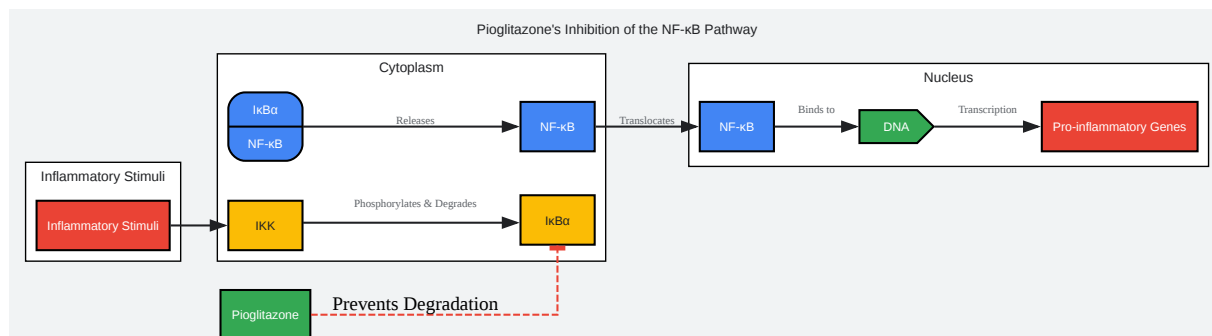 Pioglitazone's Inhibition of the NF-κB Pathway
Cytoplasm
Nucleus
IκBα
NF-κB
Releases
NF-κB
Translocates
NF-κB
Binds to
DNA
Transcription
Pro-inflammatory Genes
Inflammatory Stimuli
Inflammatory Stimuli
IKK
Phosphorylates & Degrades
IκBα
Pioglitazone
Prevents Degradation